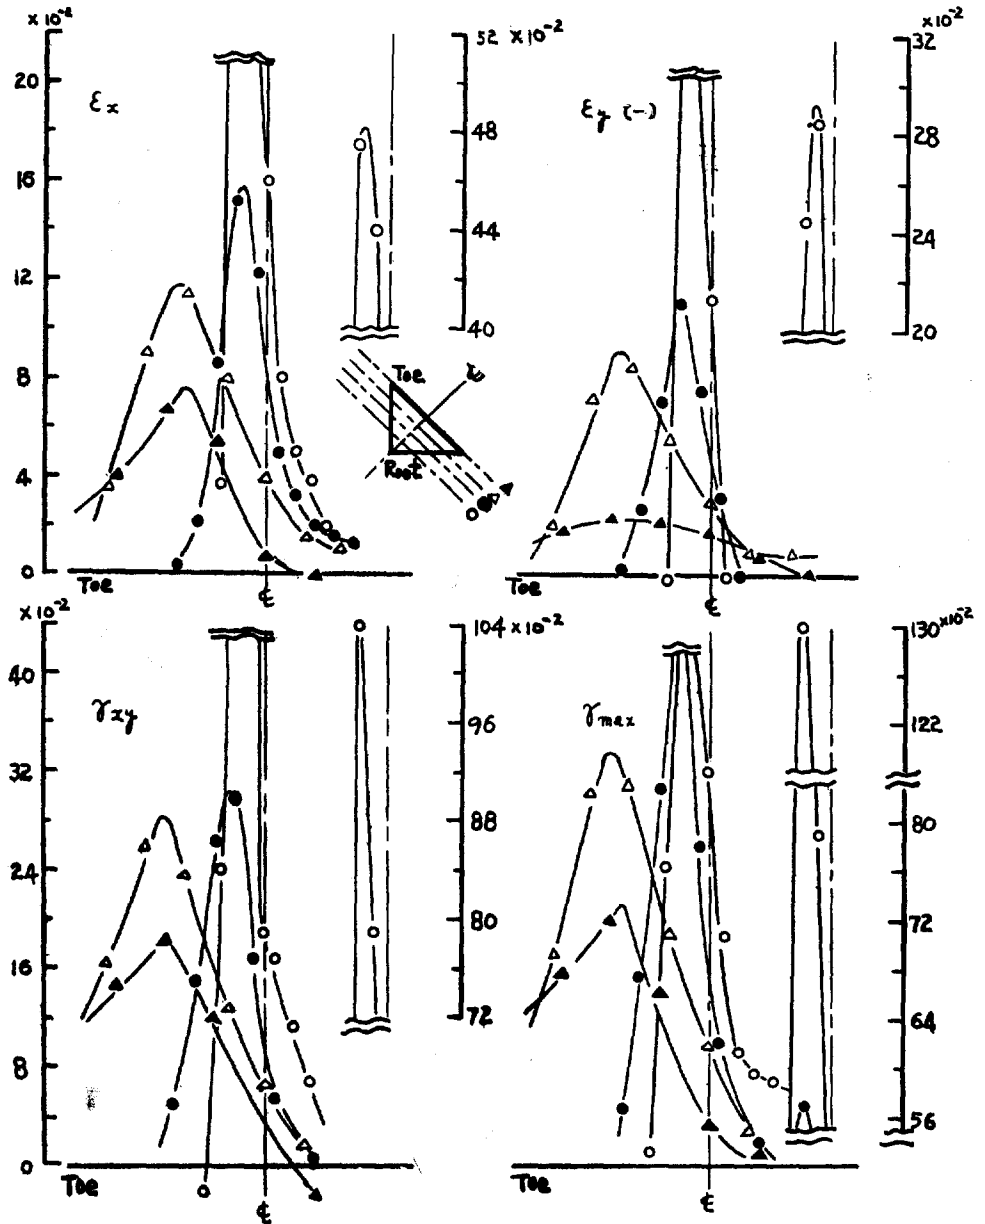 x 10⁻²
20
16
12
8
4
0
εx
Toe
℄
52 x10⁻²
48
44
40
Toe
Root
℄
εy (-)
Toe
℄
x10⁻²
32
28
24
20
x 10⁻²
40
32
24
16
8
0
γxy
Toe
℄
104 x 10⁻²
96
88
80
72
γmax
Toe
℄
130 x10⁻²
122
80
72
64
56